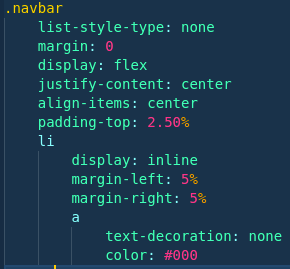 .navbar
    list-style-type: none
    margin: 0
    display: flex
    justify-content: center
    align-items: center
    padding-top: 2.50%
    li
        display: inline
        margin-left: 5%
        margin-right: 5%
        a
            text-decoration: none
            color: #000